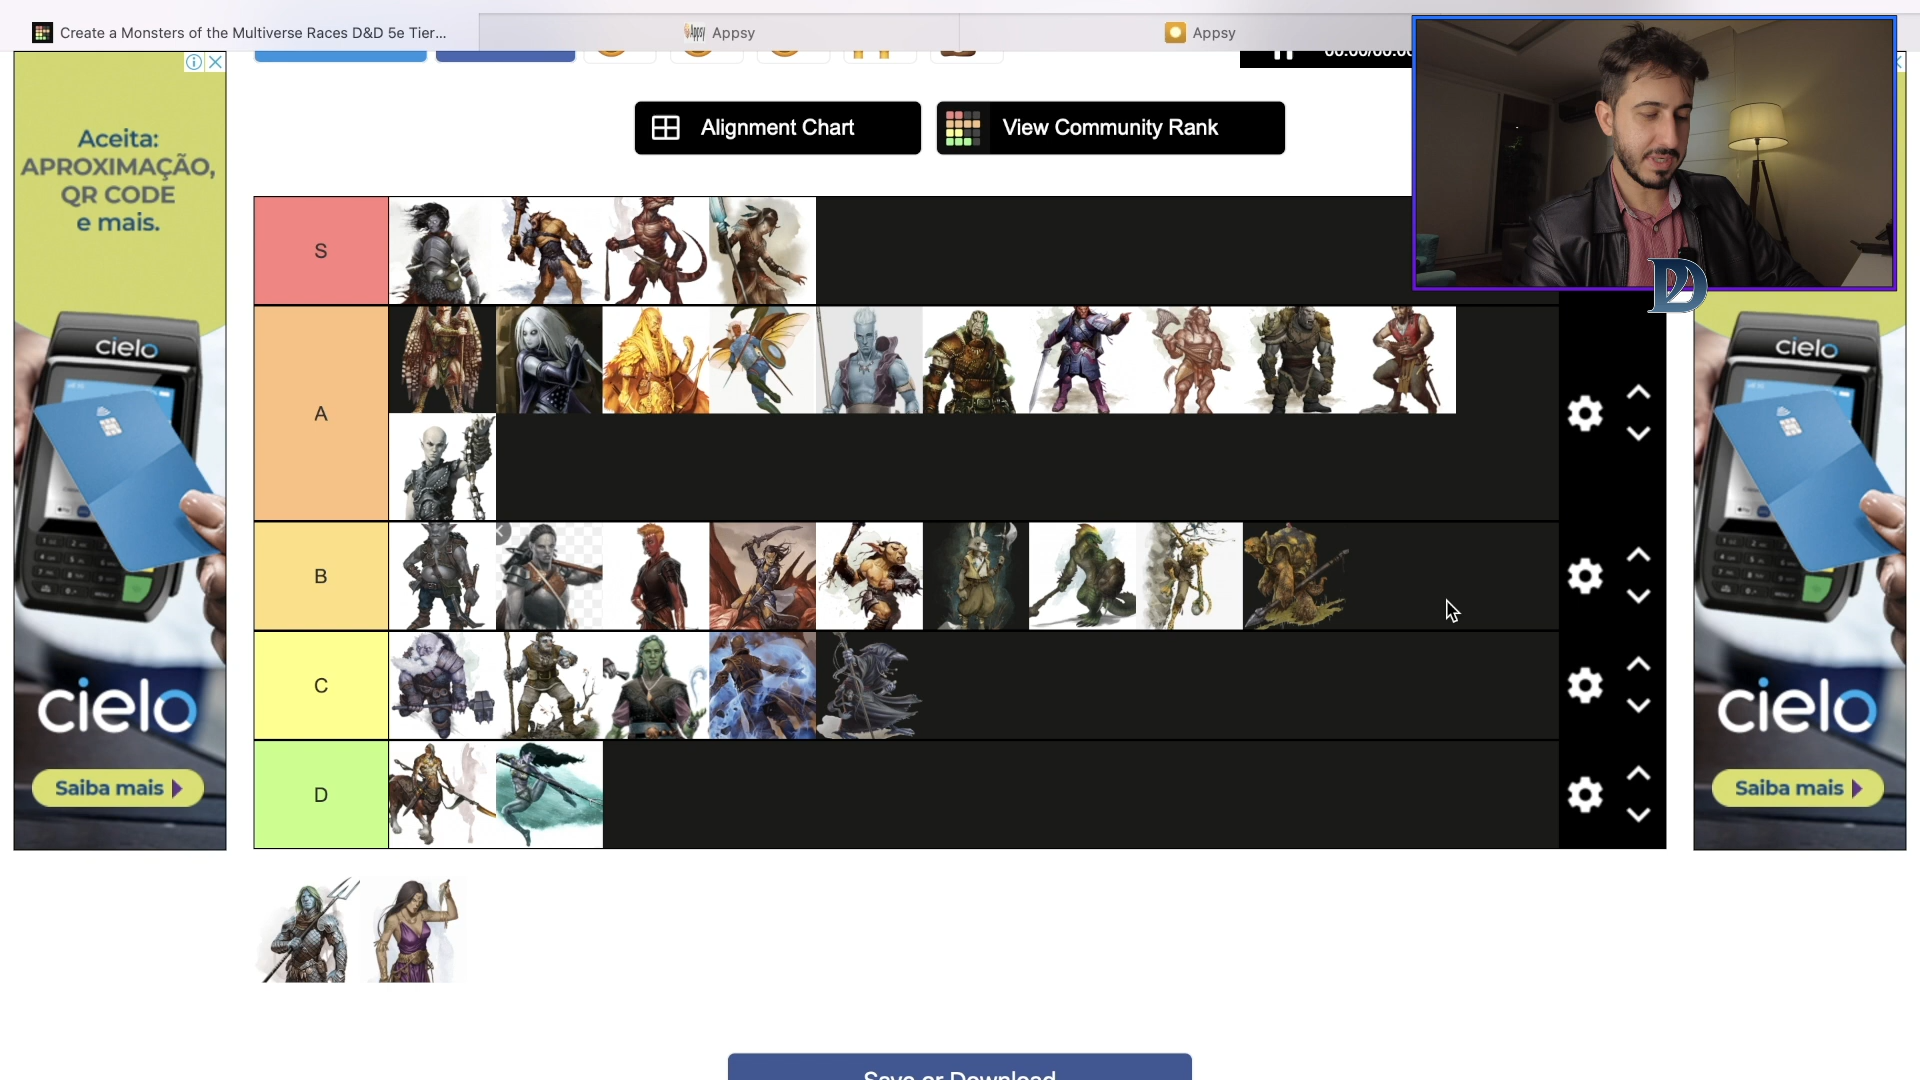 Create a Monsters of the Multiverse Races D&D 5e Tier...
Appsy
Appsy
Aceita:
APROXIMAÇÃO,
QR CODE
e mais.
cielo
cielo
Saiba mais
Alignment Chart
View Community Rank
S
A
B
C
D
cielo
cielo
Saiba mais
Save or Download